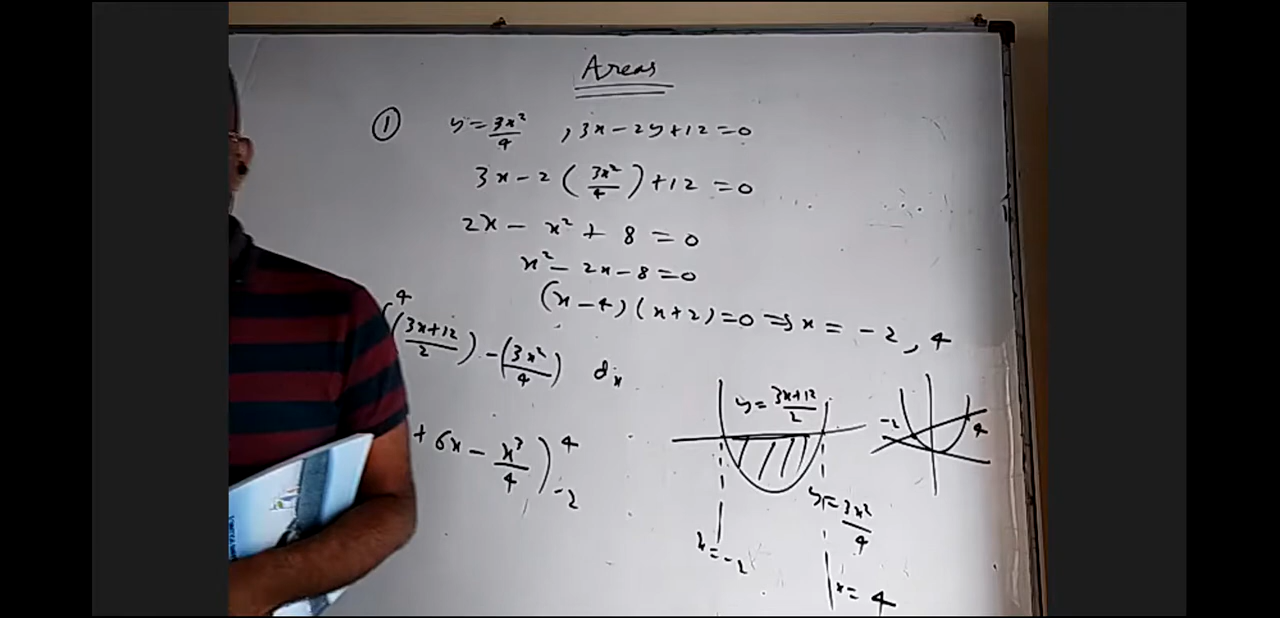 Areas
① y = 3x²/4 , 3x - 2y + 12 = 0
3x - 2 (3x²/4) + 12 = 0
2x - x² + 8 = 0
x² - 2x - 8 = 0
(x - 4)(x + 2) = 0 ⇒ x = -2, 4
4
((3x+12)/2) - (3x²/4) dx
+ 6x - x³/4 )⁴₋₂
y = (3x+12)/2
y = 3x²/4
x = -2
x = 4
-2
4